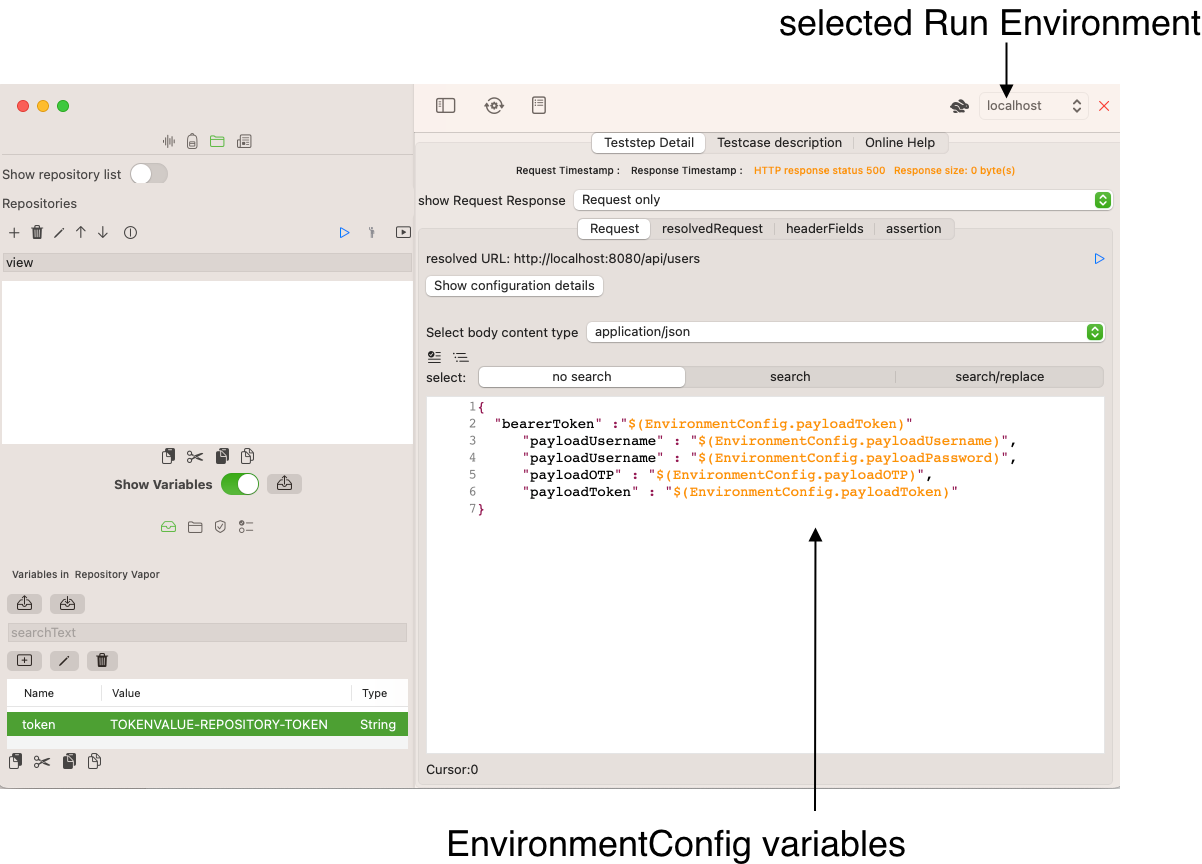 selected Run Environment
localhost
Teststep Detail Testcase description Online Help
Show repository list
Request Timestamp : Response Timestamp : HTTP response status 500 Response size: 0 byte(s)
Repositories
show Request Response Request only
Request resolvedRequest headerFields assertion
view
resolved URL: http://localhost:8080/api/users
Show configuration details
Select body content type application/json
select: no search search search/replace
1{
2 "bearerToken" :"$(EnvironmentConfig.payloadToken)"
3 "payloadUsername" : "$(EnvironmentConfig.payloadUsername)",
4 "payloadUsername" : "$(EnvironmentConfig.payloadPassword)",
5 "payloadOTP" : "$(EnvironmentConfig.payloadOTP)",
6 "payloadToken" : "$(EnvironmentConfig.payloadToken)"
7}
Show Variables
Variables in Repository Vapor
searchText
Name Value Type
token TOKENVALUE-REPOSITORY-TOKEN String
Cursor:0
EnvironmentConfig variables